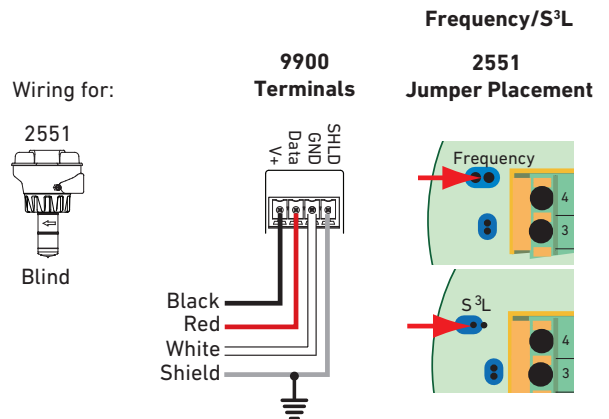 Frequency/S³L
Wiring for:
2551
Blind
9900
Terminals
V+
Data
GND
SHLD
Black
Red
White
Shield
2551
Jumper Placement
Frequency
4
3
S³L
4
3